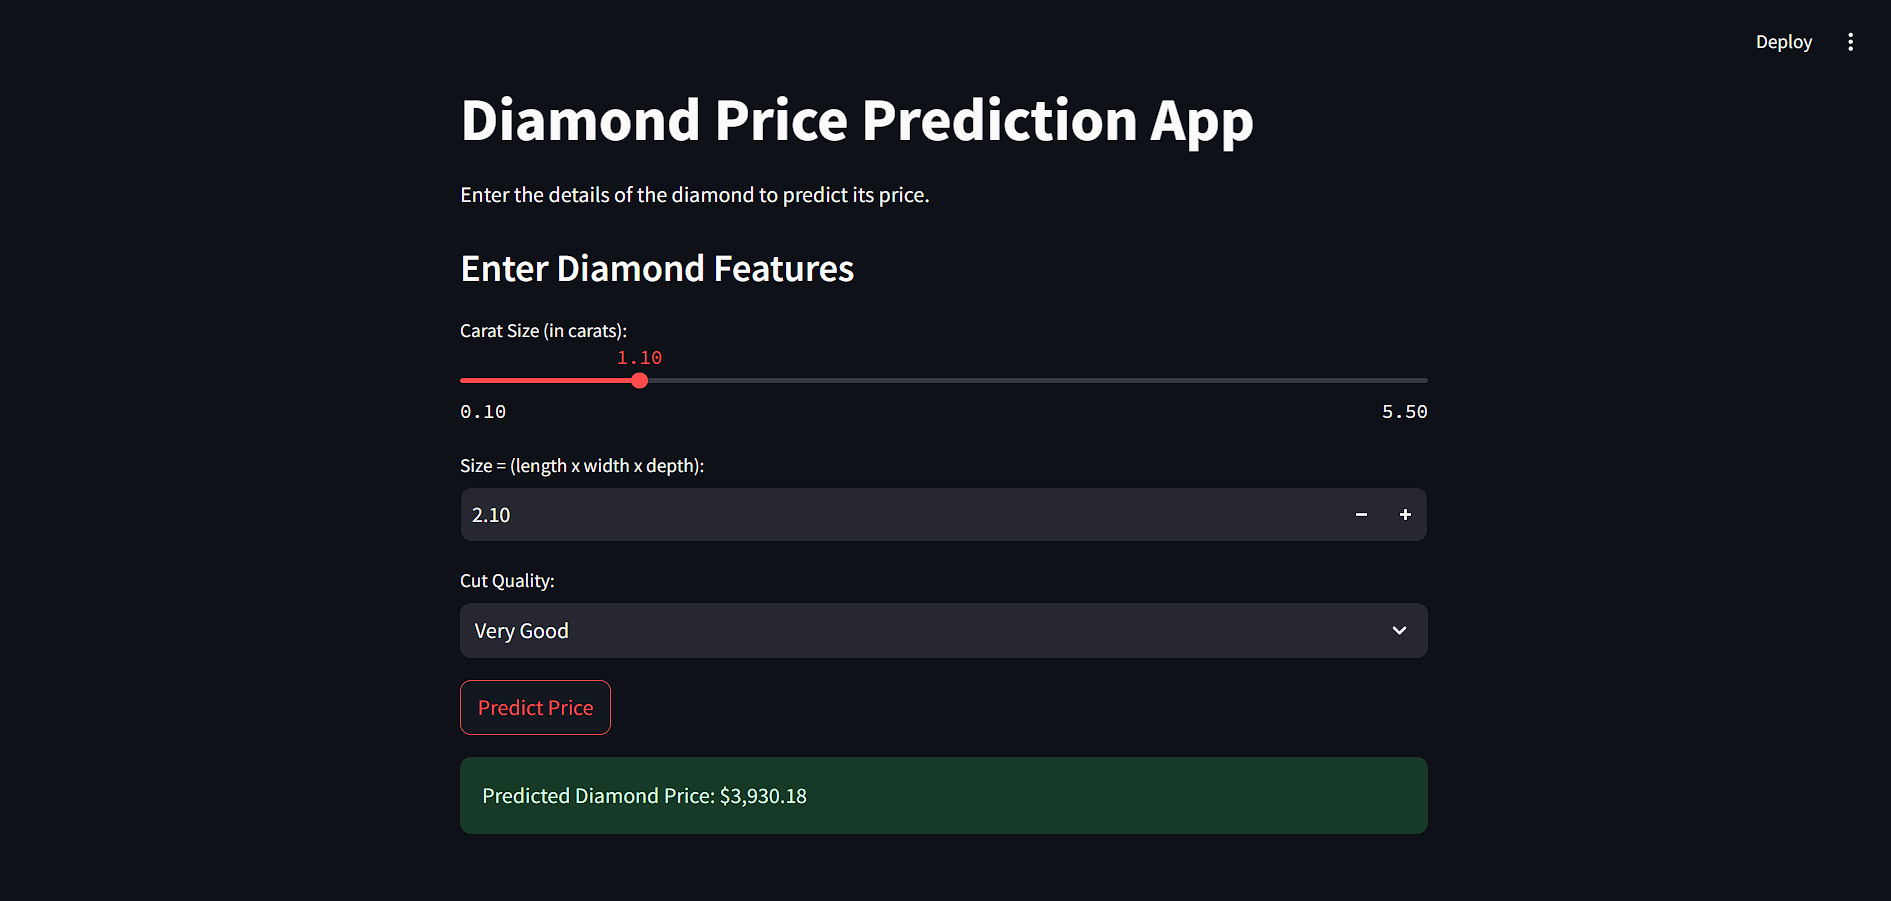 Deploy
Diamond Price Prediction App
Enter the details of the diamond to predict its price.
Enter Diamond Features
Carat Size (in carats):
1.10
0.10 5.50
Size = (length x width x depth):
2.10
Cut Quality:
Very Good
Predict Price
Predicted Diamond Price: $3,930.18